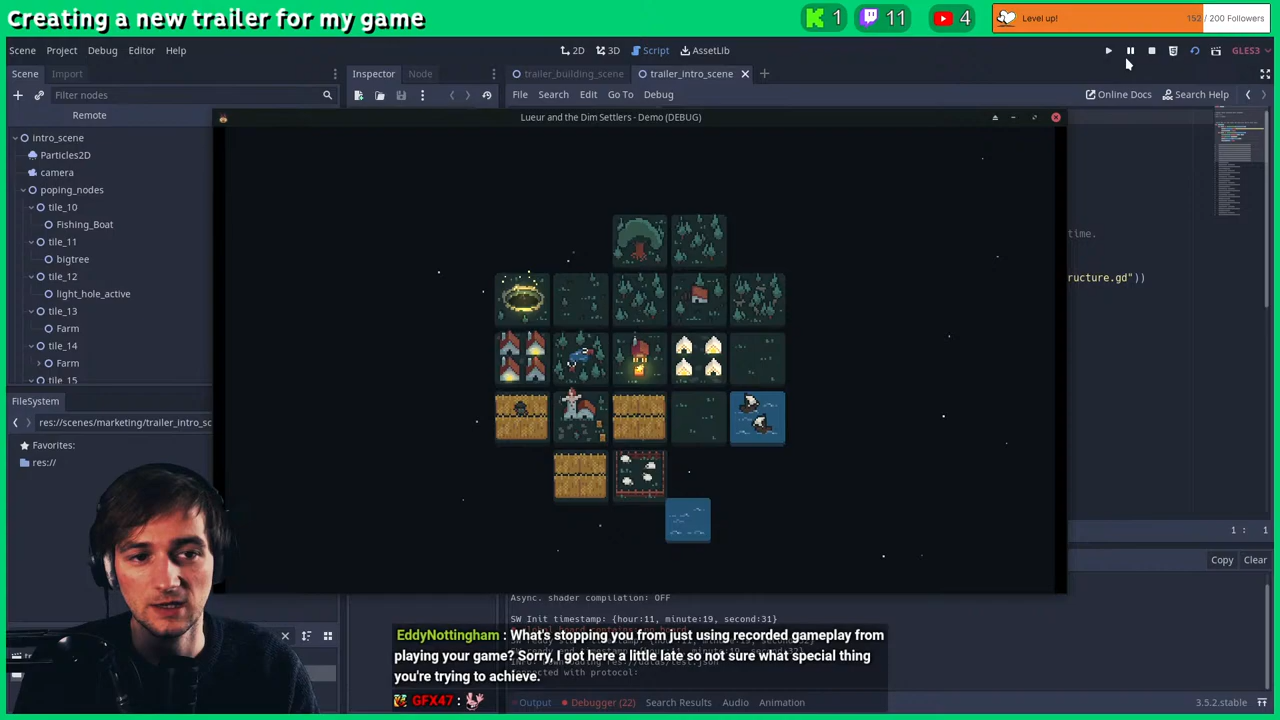 Creating a new trailer for my game
K 1
11
4
Level up!
152 / 200 Followers
Scene Project Debug Editor Help
2D 3D Script AssetLib
GLES3
Scene Import
Inspector Node
trailer_building_scene
trailer_intro_scene
Filter nodes
File Search Edit Go To Debug
Online Docs
Search Help
Remote
Lueur and the Dim Settlers - Demo (DEBUG)
intro_scene
Particles2D
camera
poping_nodes
tile_10
Fishing_Boat
tile_11
bigtree
tile_12
light_hole_active
tile_13
Farm
tile_14
Farm
tile_15
time.
ructure.gd"))
FileSystem
res://scenes/marketing/trailer_intro_sc
Favorites:
res://
1 : 1
Copy Clear
Async. shader compilation: OFF
SW Init timestamp: {hour:11, minute:19, second:31}
EddyNottingham : What's stopping you from just using recorded gameplay from
playing your game? Sorry, I got here a little late so not sure what special thing
you're trying to achieve.
GFX47 :
Output Debugger (22) Search Results Audio Animation
3.5.2.stable